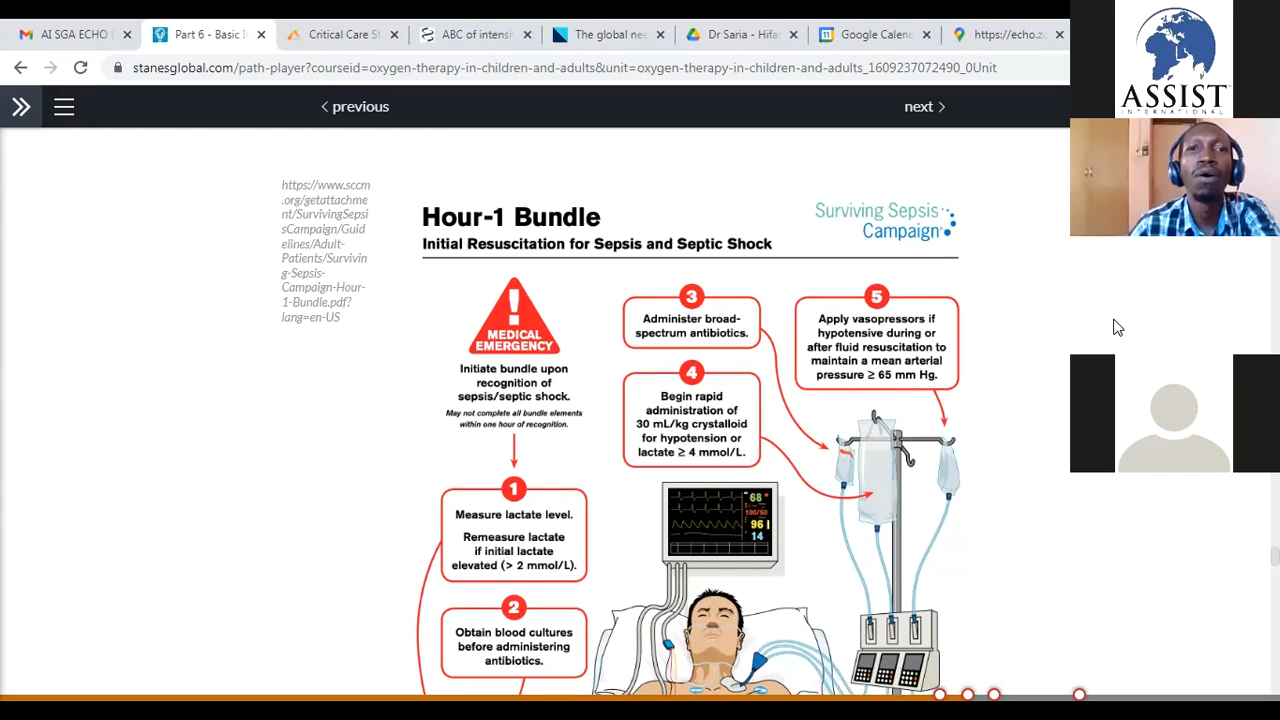 AI SGA ECHO
Part 6 - Basic I
Critical Care S
ABC of intens
The global ne
Dr Saria - Hifa
Google Calen
https://echo.z
stanesglobal.com/path-player?courseid=oxygen-therapy-in-children-and-adults&unit=oxygen-therapy-in-children-and-adults_1609237072490_0Unit
previous
next
https://www.sccm
.org/getattachme
nt/SurvivingSepsi
sCampaign/Guid
elines/Adult-
Patients/Survivin
g-Sepsis-
Campaign-Hour-
1-Bundle.pdf?
lang=en-US
Hour-1 Bundle
Initial Resuscitation for Sepsis and Septic Shock
Surviving Sepsis
Campaign
MEDICAL
EMERGENCY
Initiate bundle upon
recognition of
sepsis/septic shock.
May not complete all bundle elements
within one hour of recognition.
1
Measure lactate level.
Remeasure lactate
if initial lactate
elevated (> 2 mmol/L).
2
Obtain blood cultures
before administering
antibiotics.
3
Administer broad-
spectrum antibiotics.
4
Begin rapid
administration of
30 mL/kg crystalloid
for hypotension or
lactate ≥ 4 mmol/L.
5
Apply vasopressors if
hypotensive during or
after fluid resuscitation to
maintain a mean arterial
pressure ≥ 65 mm Hg.
68
100/50
96
14
ASSIST
INTERNATIONAL